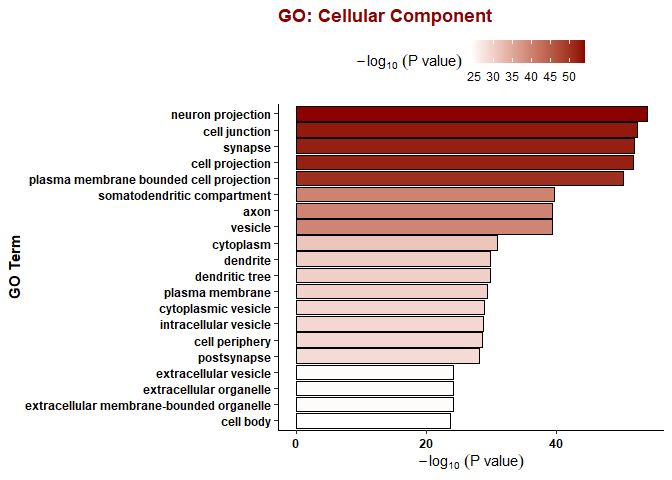 GO: Cellular Component
−log10 (P value)
25 30 35 40 45 50
neuron projection
cell junction
synapse
cell projection
plasma membrane bounded cell projection
somatodendritic compartment
axon
vesicle
cytoplasm
dendrite
dendritic tree
plasma membrane
cytoplasmic vesicle
intracellular vesicle
cell periphery
postsynapse
extracellular vesicle
extracellular organelle
extracellular membrane-bounded organelle
cell body
GO Term
0 20 40
−log10 (P value)